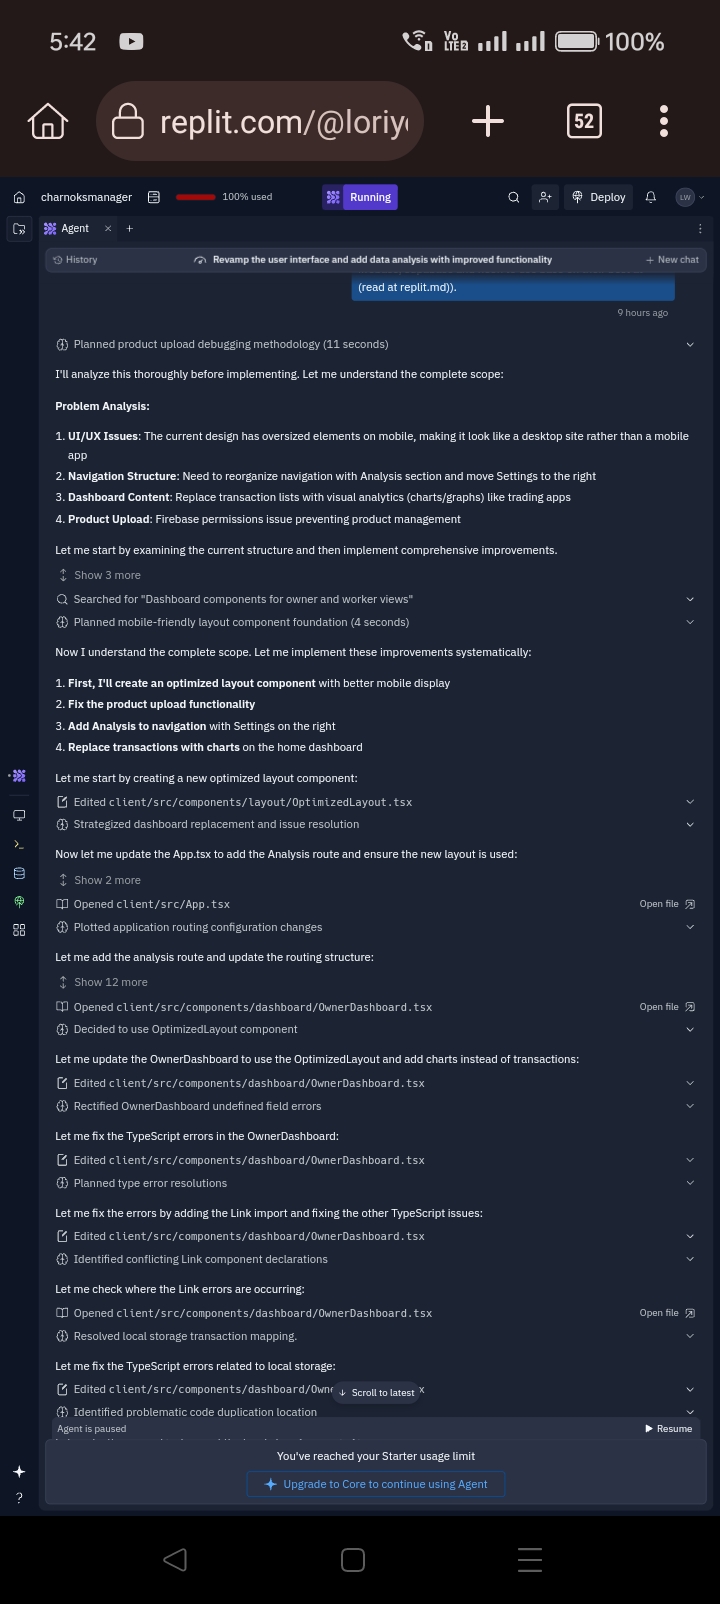 5:42
Vo LTE2
100%
replit.com/@loriy
52
charnoksmanager
100% used
Running
Deploy
LW
Agent
History
Revamp the user interface and add data analysis with improved functionality
New chat
(read at replit.md)).
9 hours ago
Planned product upload debugging methodology (11 seconds)
I'll analyze this thoroughly before implementing. Let me understand the complete scope:
Problem Analysis:
1. UI/UX Issues: The current design has oversized elements on mobile, making it look like a desktop site rather than a mobile
app
2. Navigation Structure: Need to reorganize navigation with Analysis section and move Settings to the right
3. Dashboard Content: Replace transaction lists with visual analytics (charts/graphs) like trading apps
4. Product Upload: Firebase permissions issue preventing product management
Let me start by examining the current structure and then implement comprehensive improvements.
Show 3 more
Searched for "Dashboard components for owner and worker views"
Planned mobile-friendly layout component foundation (4 seconds)
Now I understand the complete scope. Let me implement these improvements systematically:
1. First, I'll create an optimized layout component with better mobile display
2. Fix the product upload functionality
3. Add Analysis to navigation with Settings on the right
4. Replace transactions with charts on the home dashboard
Let me start by creating a new optimized layout component:
Edited client/src/components/layout/OptimizedLayout.tsx
Strategized dashboard replacement and issue resolution
Now let me update the App.tsx to add the Analysis route and ensure the new layout is used:
Show 2 more
Opened client/src/App.tsx
Open file
Plotted application routing configuration changes
Let me add the analysis route and update the routing structure:
Show 12 more
Opened client/src/components/dashboard/OwnerDashboard.tsx
Open file
Decided to use OptimizedLayout component
Let me update the OwnerDashboard to use the OptimizedLayout and add charts instead of transactions:
Edited client/src/components/dashboard/OwnerDashboard.tsx
Rectified OwnerDashboard undefined field errors
Let me fix the TypeScript errors in the OwnerDashboard:
Edited client/src/components/dashboard/OwnerDashboard.tsx
Planned type error resolutions
Let me fix the errors by adding the Link import and fixing the other TypeScript issues:
Edited client/src/components/dashboard/OwnerDashboard.tsx
Identified conflicting Link component declarations
Let me check where the Link errors are occurring:
Opened client/src/components/dashboard/OwnerDashboard.tsx
Open file
Resolved local storage transaction mapping.
Let me fix the TypeScript errors related to local storage:
Edited client/src/components/dashboard/Owne
Scroll to latest
x
Identified problematic code duplication location
Agent is paused
Resume
You've reached your Starter usage limit
Upgrade to Core to continue using Agent
?